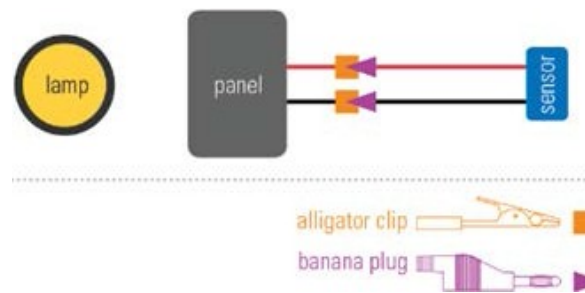 lamp
panel
sensor
alligator clip
banana plug